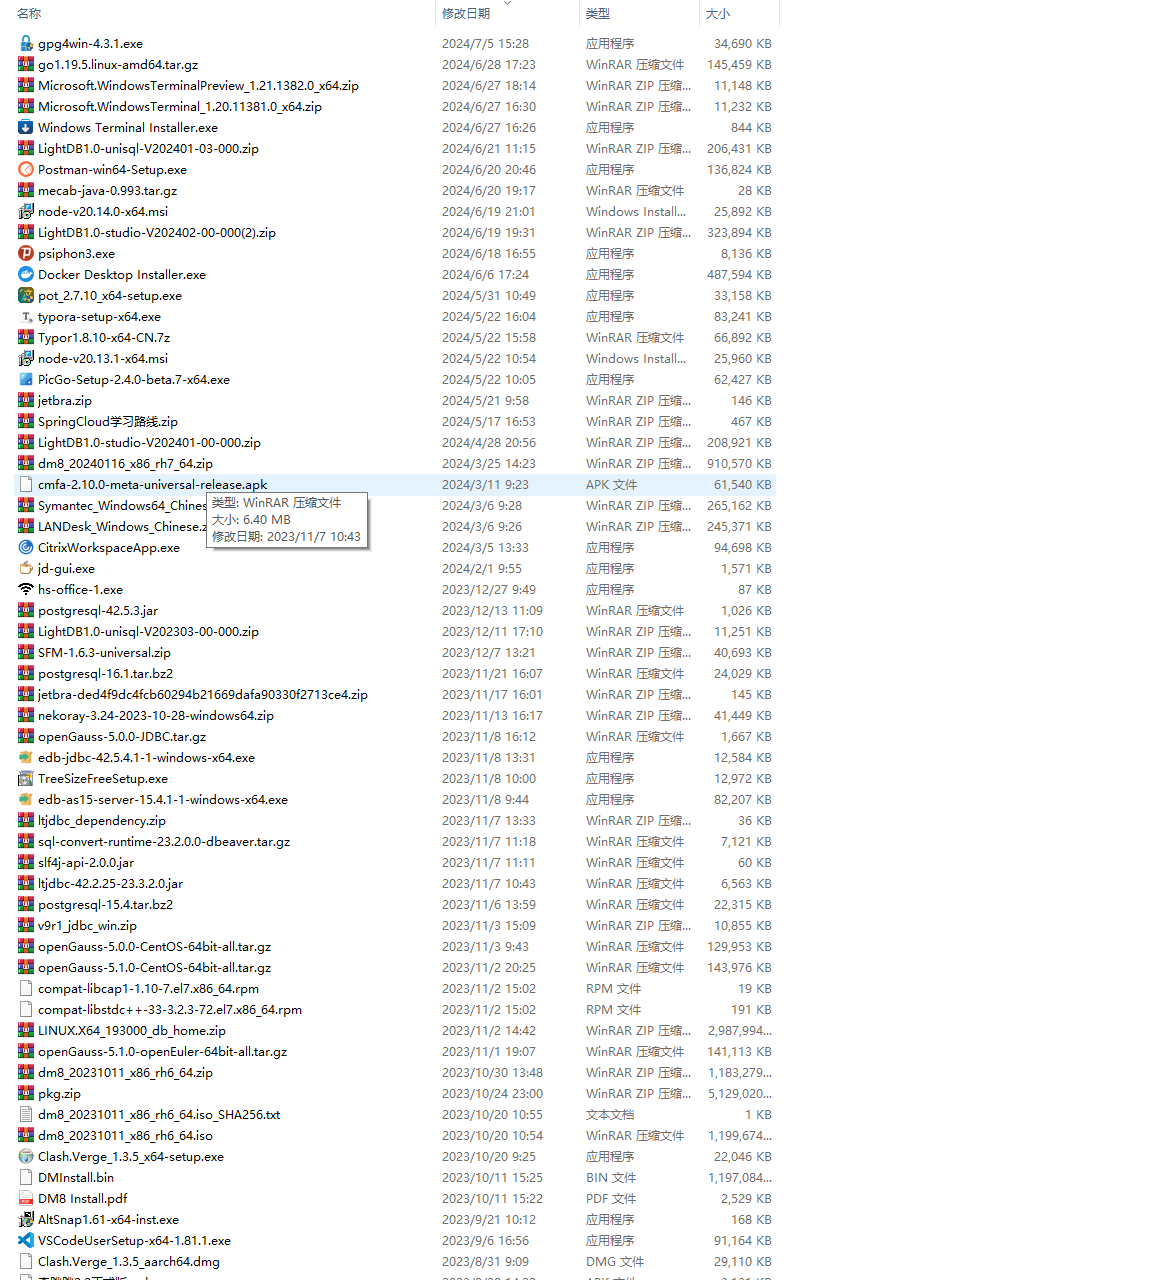 名称 修改日期 类型 大小
gpg4win-4.3.1.exe 2024/7/5 15:28 应用程序 34,690 KB
go1.19.5.linux-amd64.tar.gz 2024/6/28 17:23 WinRAR 压缩文件 145,459 KB
Microsoft.WindowsTerminalPreview_1.21.1382.0_x64.zip 2024/6/27 18:14 WinRAR ZIP 压缩... 11,148 KB
Microsoft.WindowsTerminal_1.20.11381.0_x64.zip 2024/6/27 16:30 WinRAR ZIP 压缩... 11,232 KB
Windows Terminal Installer.exe 2024/6/27 16:26 应用程序 844 KB
LightDB1.0-unisql-V202401-03-000.zip 2024/6/21 11:15 WinRAR ZIP 压缩... 206,431 KB
Postman-win64-Setup.exe 2024/6/20 20:46 应用程序 136,824 KB
mecab-java-0.993.tar.gz 2024/6/20 19:17 WinRAR 压缩文件 28 KB
node-v20.14.0-x64.msi 2024/6/19 21:01 Windows Install... 25,892 KB
LightDB1.0-studio-V202402-00-000(2).zip 2024/6/19 19:31 WinRAR ZIP 压缩... 323,894 KB
psiphon3.exe 2024/6/18 16:55 应用程序 8,136 KB
Docker Desktop Installer.exe 2024/6/6 17:24 应用程序 487,594 KB
pot_2.7.10_x64-setup.exe 2024/5/31 10:49 应用程序 33,158 KB
typora-setup-x64.exe 2024/5/22 16:04 应用程序 83,241 KB
Typor1.8.10-x64-CN.7z 2024/5/22 15:58 WinRAR 压缩文件 66,892 KB
node-v20.13.1-x64.msi 2024/5/22 10:54 Windows Install... 25,960 KB
PicGo-Setup-2.4.0-beta.7-x64.exe 2024/5/22 10:05 应用程序 62,427 KB
jetbra.zip 2024/5/21 9:58 WinRAR ZIP 压缩... 146 KB
SpringCloud学习路线.zip 2024/5/17 16:53 WinRAR ZIP 压缩... 467 KB
LightDB1.0-studio-V202401-00-000.zip 2024/4/28 20:56 WinRAR ZIP 压缩... 208,921 KB
dm8_20240116_x86_rh7_64.zip 2024/3/25 14:23 WinRAR ZIP 压缩... 910,570 KB
cmfa-2.10.0-meta-universal-release.apk 2024/3/11 9:23 APK 文件 61,540 KB
Symantec_Windows64_Chines 2024/3/6 9:28 WinRAR ZIP 压缩... 265,162 KB
LANDesk_Windows_Chinese.z 2024/3/6 9:26 WinRAR ZIP 压缩... 245,371 KB
类型: WinRAR 压缩文件
大小: 6.40 MB
修改日期: 2023/11/7 10:43
CitrixWorkspaceApp.exe 2024/3/5 13:33 应用程序 94,698 KB
jd-gui.exe 2024/2/1 9:55 应用程序 1,571 KB
hs-office-1.exe 2023/12/27 9:49 应用程序 87 KB
postgresql-42.5.3.jar 2023/12/13 11:09 WinRAR 压缩文件 1,026 KB
LightDB1.0-unisql-V202303-00-000.zip 2023/12/11 17:10 WinRAR ZIP 压缩... 11,251 KB
SFM-1.6.3-universal.zip 2023/12/7 13:21 WinRAR ZIP 压缩... 40,693 KB
postgresql-16.1.tar.bz2 2023/11/21 16:07 WinRAR 压缩文件 24,029 KB
jetbra-ded4f9dc4fcb60294b21669dafa90330f2713ce4.zip 2023/11/17 16:01 WinRAR ZIP 压缩... 145 KB
nekoray-3.24-2023-10-28-windows64.zip 2023/11/13 16:17 WinRAR ZIP 压缩... 41,449 KB
openGauss-5.0.0-JDBC.tar.gz 2023/11/8 16:12 WinRAR 压缩文件 1,667 KB
edb-jdbc-42.5.4.1-1-windows-x64.exe 2023/11/8 13:31 应用程序 12,584 KB
TreeSizeFreeSetup.exe 2023/11/8 10:00 应用程序 12,972 KB
edb-as15-server-15.4.1-1-windows-x64.exe 2023/11/8 9:44 应用程序 82,207 KB
ltjdbc_dependency.zip 2023/11/7 13:33 WinRAR ZIP 压缩... 36 KB
sql-convert-runtime-23.2.0.0-dbeaver.tar.gz 2023/11/7 11:18 WinRAR 压缩文件 7,121 KB
slf4j-api-2.0.0.jar 2023/11/7 11:11 WinRAR 压缩文件 60 KB
ltjdbc-42.2.25-23.3.2.0.jar 2023/11/7 10:43 WinRAR 压缩文件 6,563 KB
postgresql-15.4.tar.bz2 2023/11/6 13:59 WinRAR 压缩文件 22,315 KB
v9r1_jdbc_win.zip 2023/11/3 15:09 WinRAR ZIP 压缩... 10,855 KB
openGauss-5.0.0-CentOS-64bit-all.tar.gz 2023/11/3 9:43 WinRAR 压缩文件 129,953 KB
openGauss-5.1.0-CentOS-64bit-all.tar.gz 2023/11/2 20:25 WinRAR 压缩文件 143,976 KB
compat-libcap1-1.10-7.el7.x86_64.rpm 2023/11/2 15:02 RPM 文件 19 KB
compat-libstdc++-33-3.2.3-72.el7.x86_64.rpm 2023/11/2 15:02 RPM 文件 191 KB
LINUX.X64_193000_db_home.zip 2023/11/2 14:42 WinRAR ZIP 压缩... 2,987,994...
openGauss-5.1.0-openEuler-64bit-all.tar.gz 2023/11/1 19:07 WinRAR 压缩文件 141,113 KB
dm8_20231011_x86_rh6_64.zip 2023/10/30 13:48 WinRAR ZIP 压缩... 1,183,279...
pkg.zip 2023/10/24 23:00 WinRAR ZIP 压缩... 5,129,020...
dm8_20231011_x86_rh6_64.iso_SHA256.txt 2023/10/20 10:55 文本文档 1 KB
dm8_20231011_x86_rh6_64.iso 2023/10/20 10:54 WinRAR 压缩文件 1,199,674...
Clash.Verge_1.3.5_x64-setup.exe 2023/10/20 9:25 应用程序 22,046 KB
DMInstall.bin 2023/10/11 15:25 BIN 文件 1,197,084...
DM8 Install.pdf 2023/10/11 15:22 PDF 文件 2,529 KB
AltSnap1.61-x64-inst.exe 2023/9/21 10:12 应用程序 168 KB
VSCodeUserSetup-x64-1.81.1.exe 2023/9/6 16:56 应用程序 91,164 KB
Clash.Verge_1.3.5_aarch64.dmg 2023/8/31 9:09 DMG 文件 29,110 KB